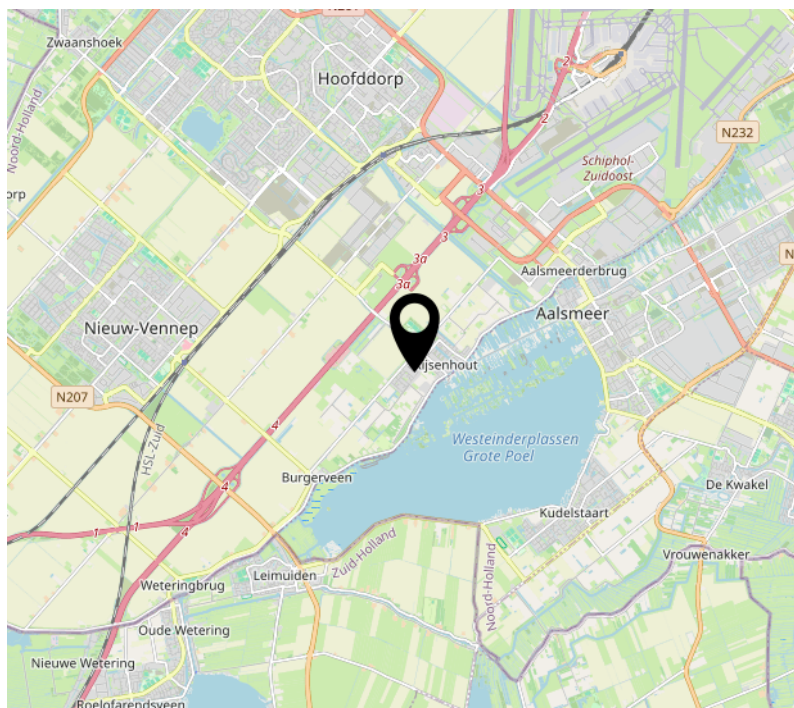 N201
Zwaanshoek
Hoofddorp
2
2
N232
Noord-Holland
Schiphol-
Zuidoost
orp
3
3
3a
3a
Aalsmeerderbrug
N
Aalsmeer
Nieuw-Vennep
ijsenhout
N207
4
HSL-Zuid
Westeinderplassen
Grote Poel
Burgerveen
4
De Kwakel
Kudelstaart
1
1
4
Zuid-Holland
Noord-Holland
Vrouwenakker
Leimuiden
Weteringbrug
Oude Wetering
Nieuwe Wetering
Roelofarendsveen